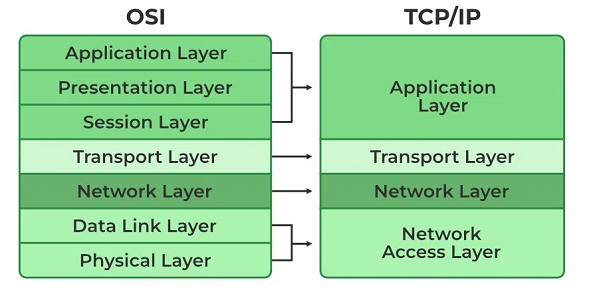 OSI
Application Layer
Presentation Layer
Session Layer
Transport Layer
Network Layer
Data Link Layer
Physical Layer
TCP/IP
Application
Layer
Transport Layer
Network Layer
Network
Access Layer